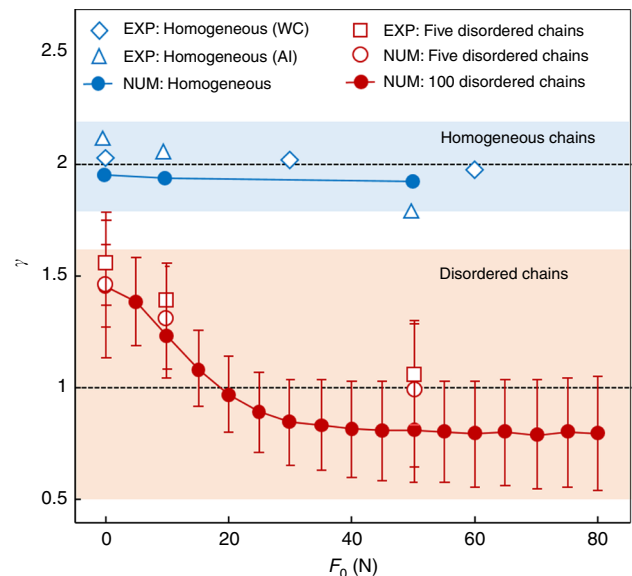 EXP: Homogeneous (WC)
EXP: Homogeneous (AI)
NUM: Homogeneous
EXP: Five disordered chains
NUM: Five disordered chains
NUM: 100 disordered chains
2.5
2
1.5
1
0.5
γ
Homogeneous chains
Disordered chains
0 20 40 60 80
F0 (N)